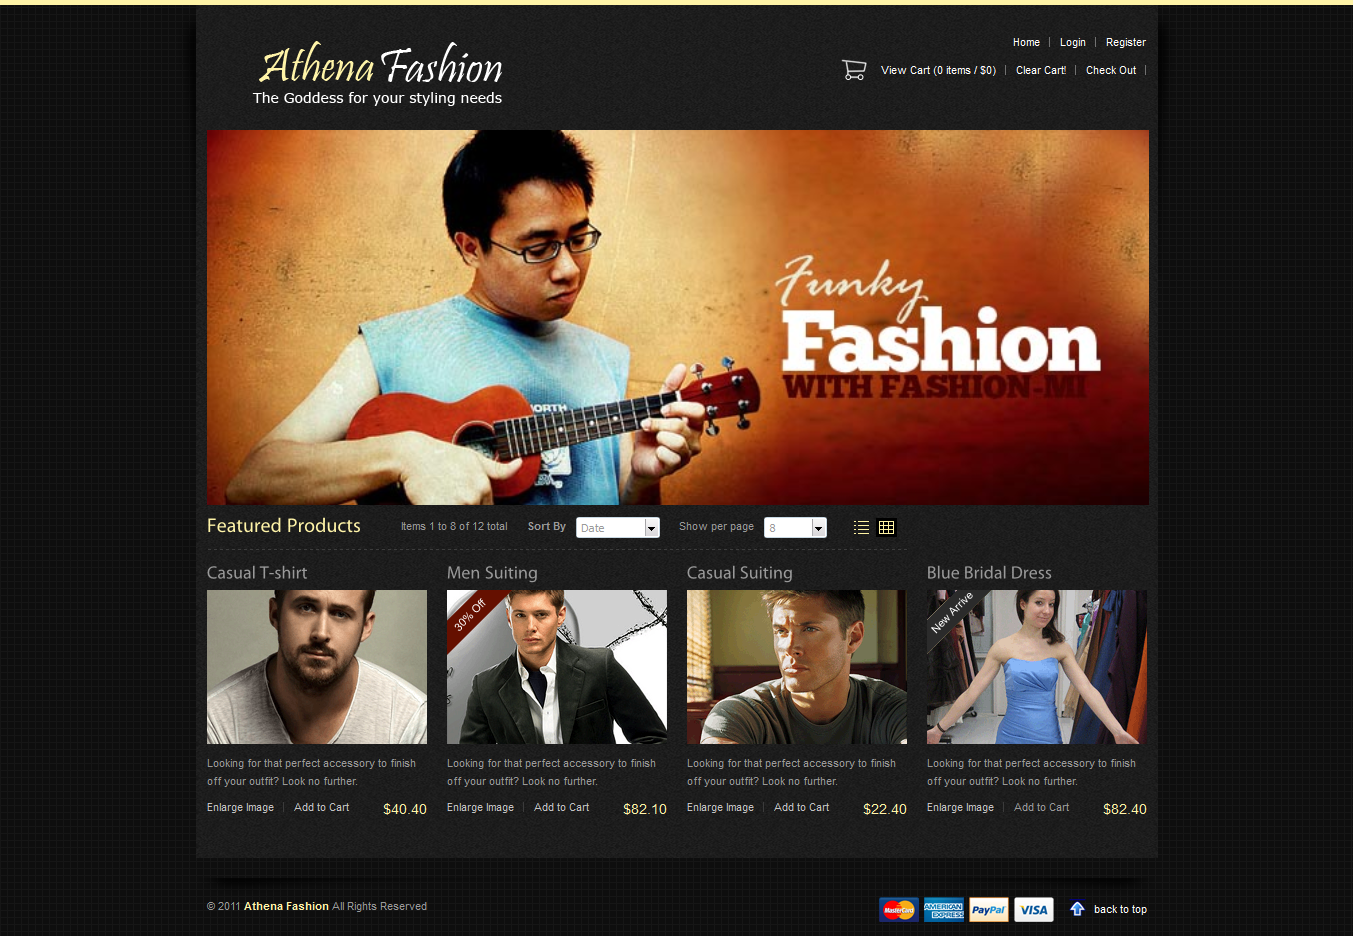 Athena Fashion
The Goddess for your styling needs
Home Login Register
View Cart (0 items / $0) Clear Cart! Check Out
Funky
Fashion
WITH FASHION-MI
NORTH
Featured Products Items 1 to 8 of 12 total Sort By Date Show per page 8
Casual T-shirt Men Suiting Casual Suiting Blue Bridal Dress
30% Off
New Arrive
Looking for that perfect accessory to finish
off your outfit? Look no further.
Looking for that perfect accessory to finish
off your outfit? Look no further.
Looking for that perfect accessory to finish
off your outfit? Look no further.
Looking for that perfect accessory to finish
off your outfit? Look no further.
Enlarge Image Add to Cart $40.40
Enlarge Image Add to Cart $82.10
Enlarge Image Add to Cart $22.40
Enlarge Image Add to Cart $82.40
© 2011 Athena Fashion All Rights Reserved
MasterCard
AMERICAN EXPRESS
PayPal
VISA
back to top